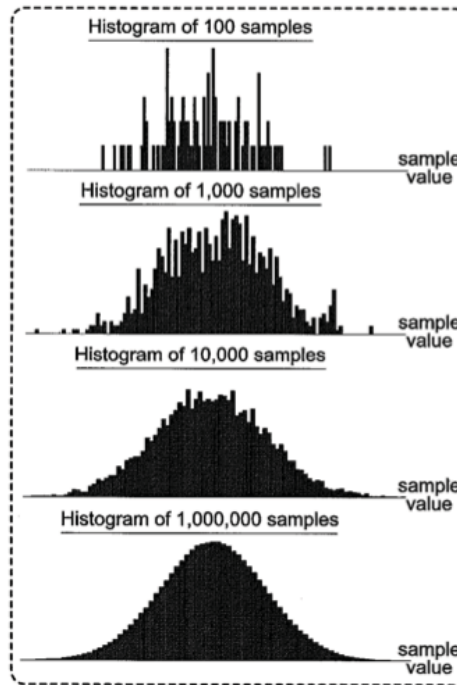 Histogram of 100 samples
sample
value
Histogram of 1,000 samples
sample
value
Histogram of 10,000 samples
sample
value
Histogram of 1,000,000 samples
sample
value